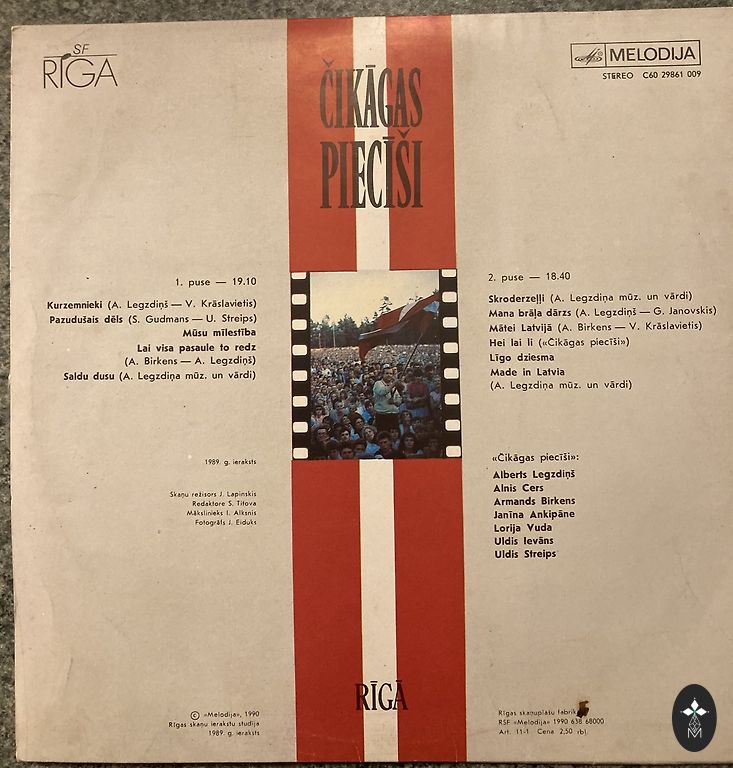 SF
RĪGA
MELODIJA
STEREO C60 29861 009
ČIKĀGAS
PIECĪŠI
1. puse — 19.10
Kurzemnieki (A. Legzdiņš — V. Krāslavietis)
Pazudušais dēls (S. Gudmans — U. Streips)
Mūsu mīlestība
Lai visa pasaule to redz
(A. Birkens — A. Legzdiņš)
Saldu dusu (A. Legzdiņa mūz. un vārdi)
2. puse — 18.40
Skroderzeļļi (A. Legzdiņa mūz. un vārdi)
Mana brāļa dārzs (A. Legzdiņš — G. Janovskis)
Mātei Latvijā (A. Birkens — V. Krāslavietis)
Hei lai li («Čikāgas piecīši»)
Līgo dziesma
Made in Latvia
(A. Legzdiņa mūz. un vārdi)
1989. g. ieraksts
Skaņu režisors J. Lapinskis
Redaktore S. Titova
Mākslinieks I. Alksnis
Fotogrāfs J. Eiduks
«Čikāgas piecīši»:
Alberts Legzdiņš
Alnis Cers
Armands Birkens
Janīna Ankipāne
Lorija Vuda
Uldis Ievāns
Uldis Streips
RĪGĀ
© «Melodija», 1990
Rīgas skaņu ierakstu studija
1989. g. ieraksts
Rīgas skaņuplašu fabrik
RSF «Melodija» 1990 638 68000
Art. 11-1 Cena 2,50 rbl.
M